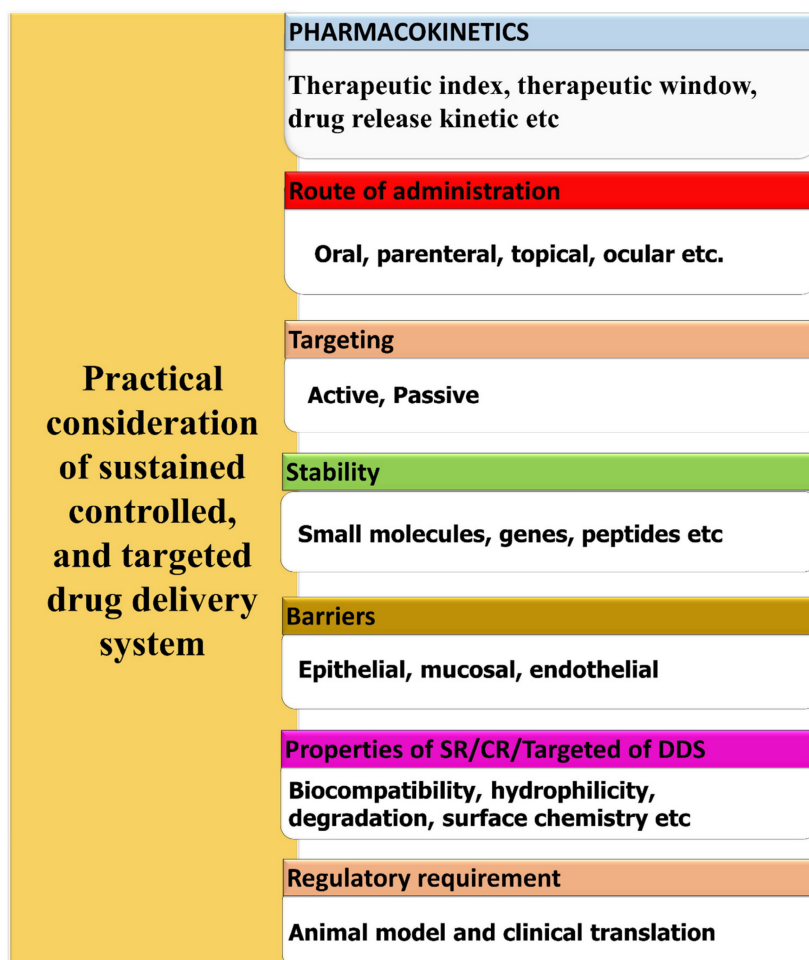 Practical
consideration
of sustained
controlled,
and targeted
drug delivery
system
PHARMACOKINETICS
Therapeutic index, therapeutic window,
drug release kinetic etc
Route of administration
Oral, parenteral, topical, ocular etc.
Targeting
Active, Passive
Stability
Small molecules, genes, peptides etc
Barriers
Epithelial, mucosal, endothelial
Properties of SR/CR/Targeted of DDS
Biocompatibility, hydrophilicity,
degradation, surface chemistry etc
Regulatory requirement
Animal model and clinical translation